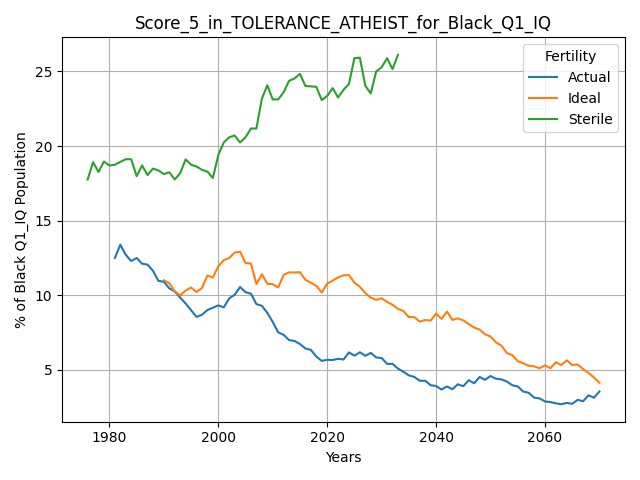 Score_5_in_TOLERANCE_ATHEIST_for_Black_Q1_IQ
Fertility
Actual
Ideal
Sterile
% of Black Q1_IQ Population
25
20
15
10
5
1980
2000
2020
2040
2060
Years